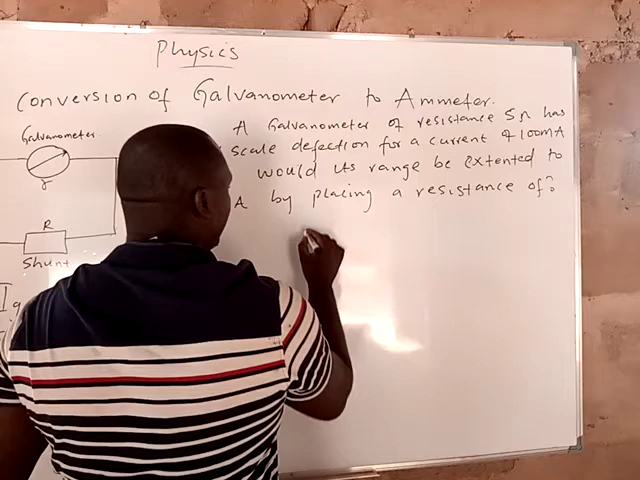 Physics
Conversion of Galvanometer to Ammeter.
Galvanometer
r
R
Shunt
I g
A Galvanometer of resistance 5Ω has
scale defection for a current of 100mA
would its range be extented to
A by placing a resistance of?